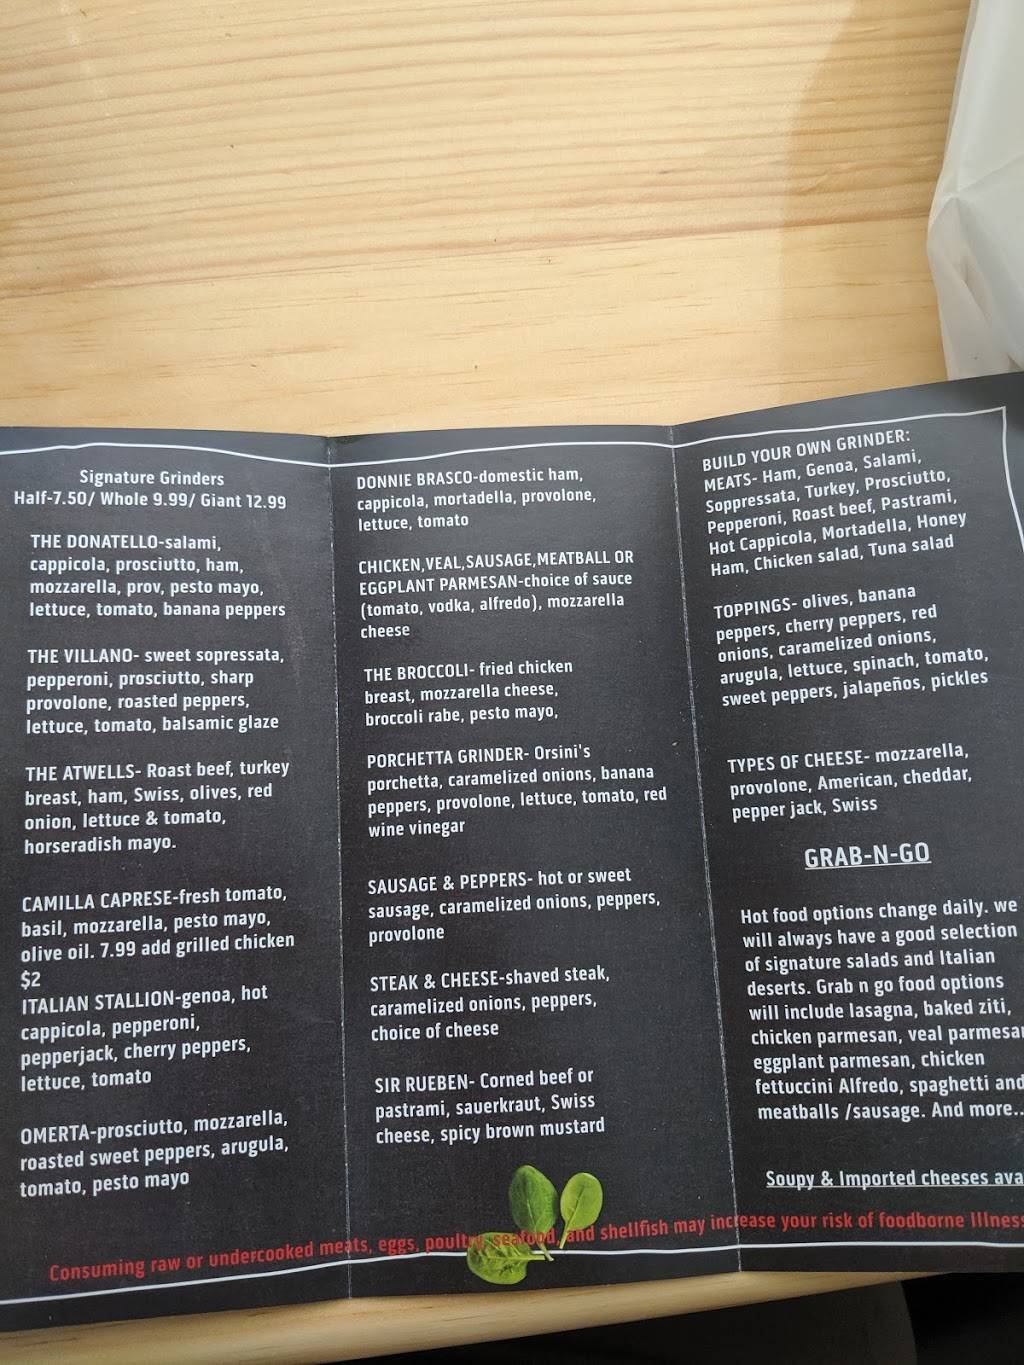 Signature Grinders
Half-7.50/ Whole 9.99/ Giant 12.99
THE DONATELLO-salami,
cappicola, prosciutto, ham,
mozzarella, prov, pesto mayo,
lettuce, tomato, banana peppers
THE VILLANO- sweet sopressata,
pepperoni, prosciutto, sharp
provolone, roasted peppers,
lettuce, tomato, balsamic glaze
THE ATWELLS- Roast beef, turkey
breast, ham, Swiss, olives, red
onion, lettuce & tomato,
horseradish mayo.
CAMILLA CAPRESE-fresh tomato,
basil, mozzarella, pesto mayo,
olive oil. 7.99 add grilled chicken
$2
ITALIAN STALLION-genoa, hot
cappicola, pepperoni,
pepperjack, cherry peppers,
lettuce, tomato
OMERTA-prosciutto, mozzarella,
roasted sweet peppers, arugula,
tomato, pesto mayo
DONNIE BRASCO-domestic ham,
cappicola, mortadella, provolone,
lettuce, tomato
CHICKEN,VEAL,SAUSAGE,MEATBALL OR
EGGPLANT PARMESAN-choice of sauce
(tomato, vodka, alfredo), mozzarella
cheese
THE BROCCOLI- fried chicken
breast, mozzarella cheese,
broccoli rabe, pesto mayo,
PORCHETTA GRINDER- Orsini's
porchetta, caramelized onions, banana
peppers, provolone, lettuce, tomato, red
wine vinegar
SAUSAGE & PEPPERS- hot or sweet
sausage, caramelized onions, peppers,
provolone
STEAK & CHEESE-shaved steak,
caramelized onions, peppers,
choice of cheese
SIR RUEBEN- Corned beef or
pastrami, sauerkraut, Swiss
cheese, spicy brown mustard
BUILD YOUR OWN GRINDER:
MEATS- Ham, Genoa, Salami,
Soppressata, Turkey, Prosciutto,
Pepperoni, Roast beef, Pastrami,
Hot Cappicola, Mortadella, Honey
Ham, Chicken salad, Tuna salad
TOPPINGS- olives, banana
peppers, cherry peppers, red
onions, caramelized onions,
arugula, lettuce, spinach, tomato,
sweet peppers, jalapeños, pickles
TYPES OF CHEESE- mozzarella,
provolone, American, cheddar,
pepper jack, Swiss
GRAB-N-GO
Hot food options change daily. we
will always have a good selection
of signature salads and Italian
deserts. Grab n go food options
will include lasagna, baked ziti,
chicken parmesan, veal parmesan
eggplant parmesan, chicken
fettuccini Alfredo, spaghetti and
meatballs /sausage. And more..
Soupy & Imported cheeses ava
Consuming raw or undercooked meats, eggs, poultry, seafood, and shellfish may increase your risk of foodborne Illness